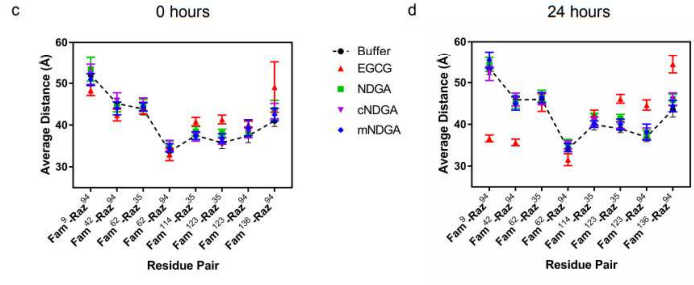 c
0 hours
60
50
40
30
Average Distance (Å)
Fam⁹-Raz⁹⁴
Fam⁴²-Raz⁹⁴
Fam⁶²-Raz³⁵
Fam⁶²-Raz⁹⁴
Fam¹¹⁴-Raz³⁵
Fam¹²³-Raz³⁵
Fam¹²³-Raz⁹⁴
Fam¹³⁶-Raz⁹⁴
Residue Pair
Buffer
EGCG
NDGA
cNDGA
mNDGA
d
24 hours
60
50
40
30
Average Distance (Å)
Fam⁹-Raz⁹⁴
Fam⁴²-Raz⁹⁴
Fam⁶²-Raz³⁵
Fam⁶²-Raz⁹⁴
Fam¹¹⁴-Raz³⁵
Fam¹²³-Raz³⁵
Fam¹²³-Raz⁹⁴
Fam¹³⁶-Raz⁹⁴
Residue Pair